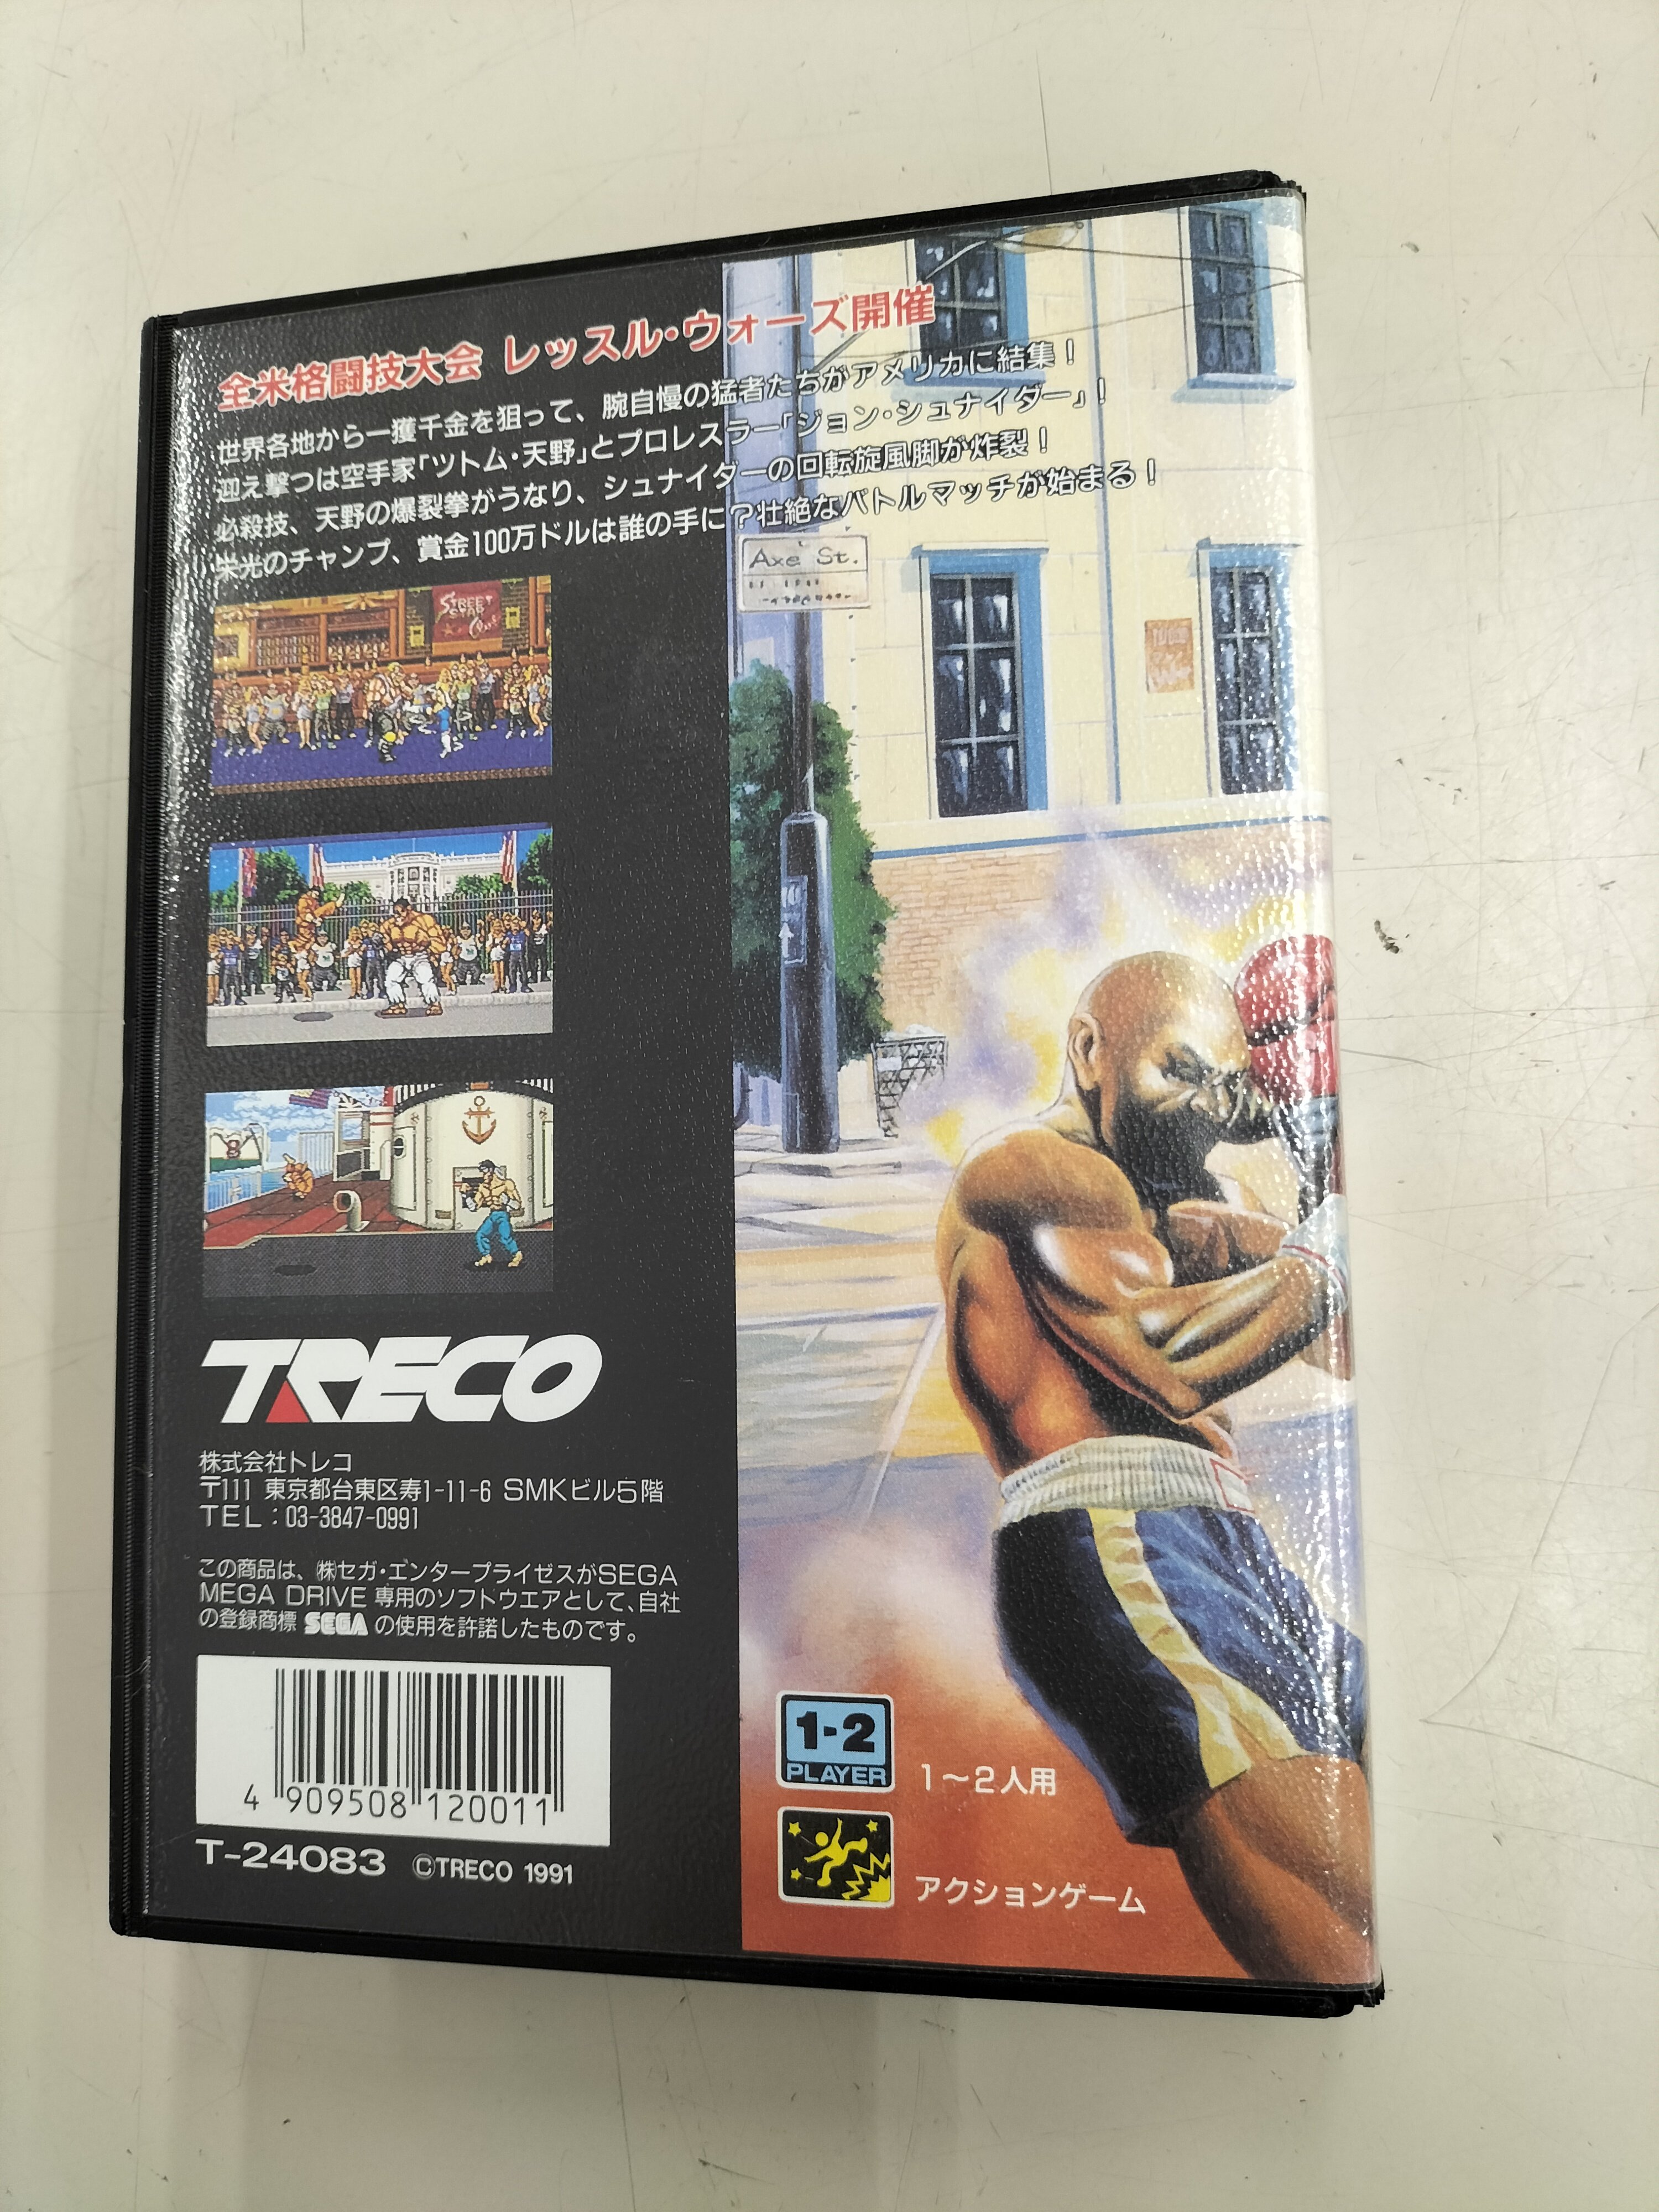 全米格闘技大会 レッスル・ウォーズ開催
世界各地から一獲千金を狙って、腕自慢の猛者たちがアメリカに結集！
迎え撃つは空手家「ツトム・天野」とプロレスラー「ジョン・シュナイダー」！
必殺技、天野の爆裂拳がうなり、シュナイダーの回転旋風脚が炸裂！
栄光のチャンプ、賞金100万ドルは誰の手に？壮絶なバトルマッチが始まる！
Axe St.
STREET
STAR
TRECO
株式会社トレコ
〒111 東京都台東区寿1-11-6 SMKビル5階
TEL：03-3847-0991
この商品は、㈱セガ・エンタープライゼスがSEGA
MEGA DRIVE 専用のソフトウエアとして、自社
の登録商標 SEGA の使用を許諾したものです。
4 909508 120011
T-24083 ©TRECO 1991
1-2
PLAYER
1～2人用
アクションゲーム